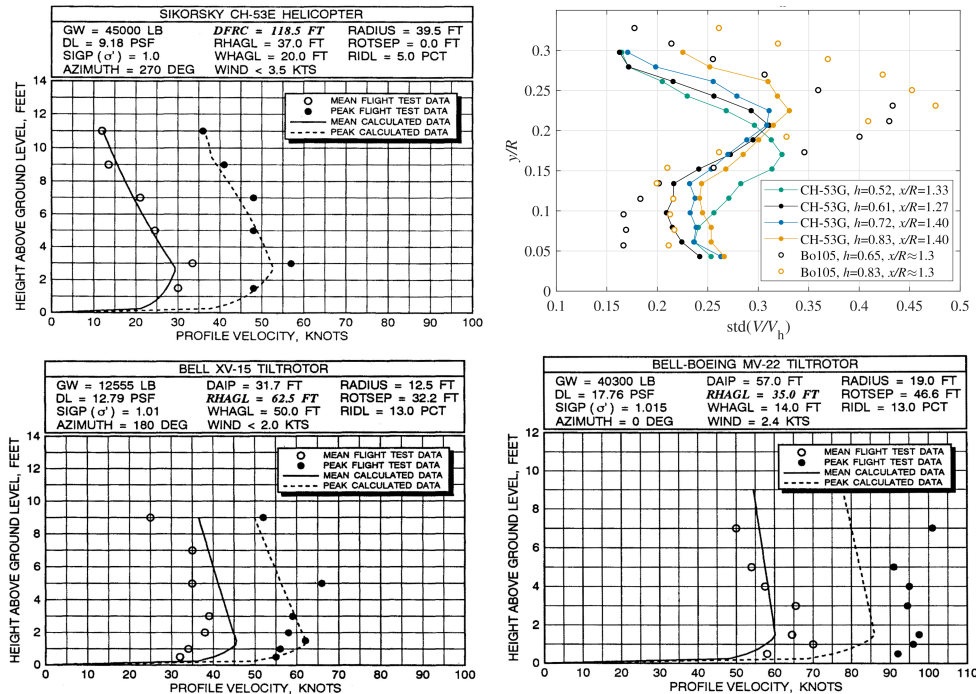 SIKORSKY CH-53E HELICOPTER
GW = 45000 LB DFRC = 118.5 FT RADIUS = 39.5 FT
DL = 9.18 PSF RHAGL = 37.0 FT ROTSEP = 0.0 FT
SIGP (σ') = 1.0 WHAGL = 20.0 FT RIDL = 5.0 PCT
AZIMUTH = 270 DEG WIND < 3.5 KTS
HEIGHT ABOVE GROUND LEVEL, FEET
14
12
10
8
6
4
2
0
MEAN FLIGHT TEST DATA
PEAK FLIGHT TEST DATA
MEAN CALCULATED DATA
PEAK CALCULATED DATA
0 10 20 30 40 50 60 70 80 90 100
PROFILE VELOCITY, KNOTS
y/R
0.3
0.25
0.2
0.15
0.1
0.05
0
CH-53G, h=0.52, x/R=1.33
CH-53G, h=0.61, x/R=1.27
CH-53G, h=0.72, x/R=1.40
CH-53G, h=0.83, x/R=1.40
Bo105, h=0.65, x/R≈1.3
Bo105, h=0.83, x/R≈1.3
0.1 0.15 0.2 0.25 0.3 0.35 0.4 0.45 0.5
std(V/Vh)
BELL XV-15 TILTROTOR
GW = 12555 LB DAIP = 31.7 FT RADIUS = 12.5 FT
DL = 12.79 PSF RHAGL = 62.5 FT ROTSEP = 32.2 FT
SIGP (σ') = 1.01 WHAGL = 50.0 FT RIDL = 13.0 PCT
AZIMUTH = 180 DEG WIND < 2.0 KTS
HEIGHT ABOVE GROUND LEVEL, FEET
14
12
10
8
6
4
2
0
MEAN FLIGHT TEST DATA
PEAK FLIGHT TEST DATA
MEAN CALCULATED DATA
PEAK CALCULATED DATA
0 10 20 30 40 50 60 70 80 90 100
PROFILE VELOCITY, KNOTS
BELL-BOEING MV-22 TILTROTOR
GW = 40300 LB DAIP = 57.0 FT RADIUS = 19.0 FT
DL = 17.76 PSF RHAGL = 35.0 FT ROTSEP = 46.6 FT
SIGP (σ') = 1.015 WHAGL = 14.0 FT RIDL = 13.0 PCT
AZIMUTH = 0 DEG WIND = 2.4 KTS
HEIGHT ABOVE GROUND LEVEL, FEET
12
10
8
6
4
2
0
MEAN FLIGHT TEST DATA
PEAK FLIGHT TEST DATA
MEAN CALCULATED DATA
PEAK CALCULATED DATA
0 10 20 30 40 50 60 70 80 90 100 110
PROFILE VELOCITY, KNOTS